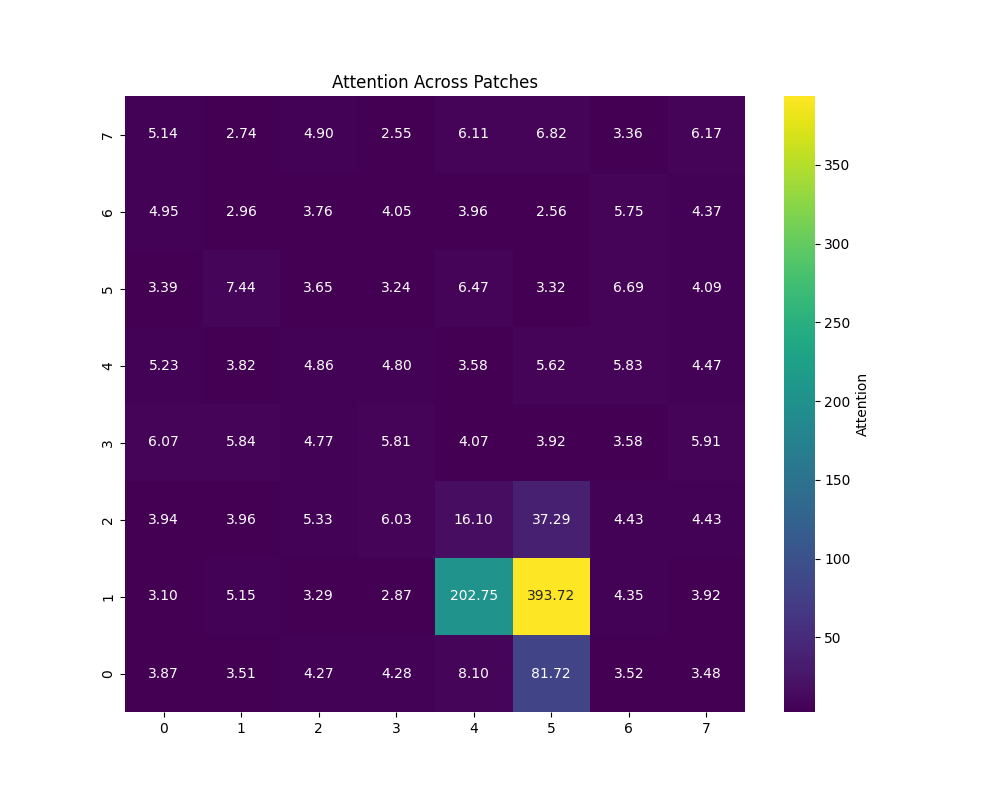 Attention Across Patches
7 5.14 2.74 4.90 2.55 6.11 6.82 3.36 6.17
350
6 4.95 2.96 3.76 4.05 3.96 2.56 5.75 4.37
300
5 3.39 7.44 3.65 3.24 6.47 3.32 6.69 4.09
250
4 5.23 3.82 4.86 4.80 3.58 5.62 5.83 4.47
200
Attention
3 6.07 5.84 4.77 5.81 4.07 3.92 3.58 5.91
150
2 3.94 3.96 5.33 6.03 16.10 37.29 4.43 4.43
100
1 3.10 5.15 3.29 2.87 202.75 393.72 4.35 3.92
50
0 3.87 3.51 4.27 4.28 8.10 81.72 3.52 3.48
0 1 2 3 4 5 6 7